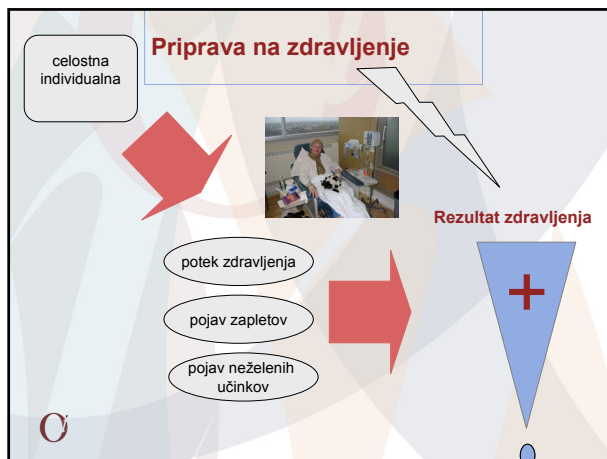 Priprava na zdravljenje
celostna
individualna
Rezultat zdravljenja
potek zdravljenja
pojav zapletov
pojav neželenih
učinkov
+